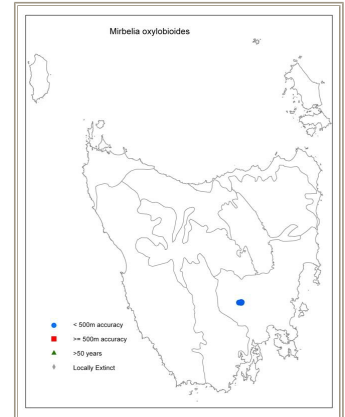 Mirbelia oxylobioides
< 500m accuracy
>= 500m accuracy
>50 years
Locally Extinct